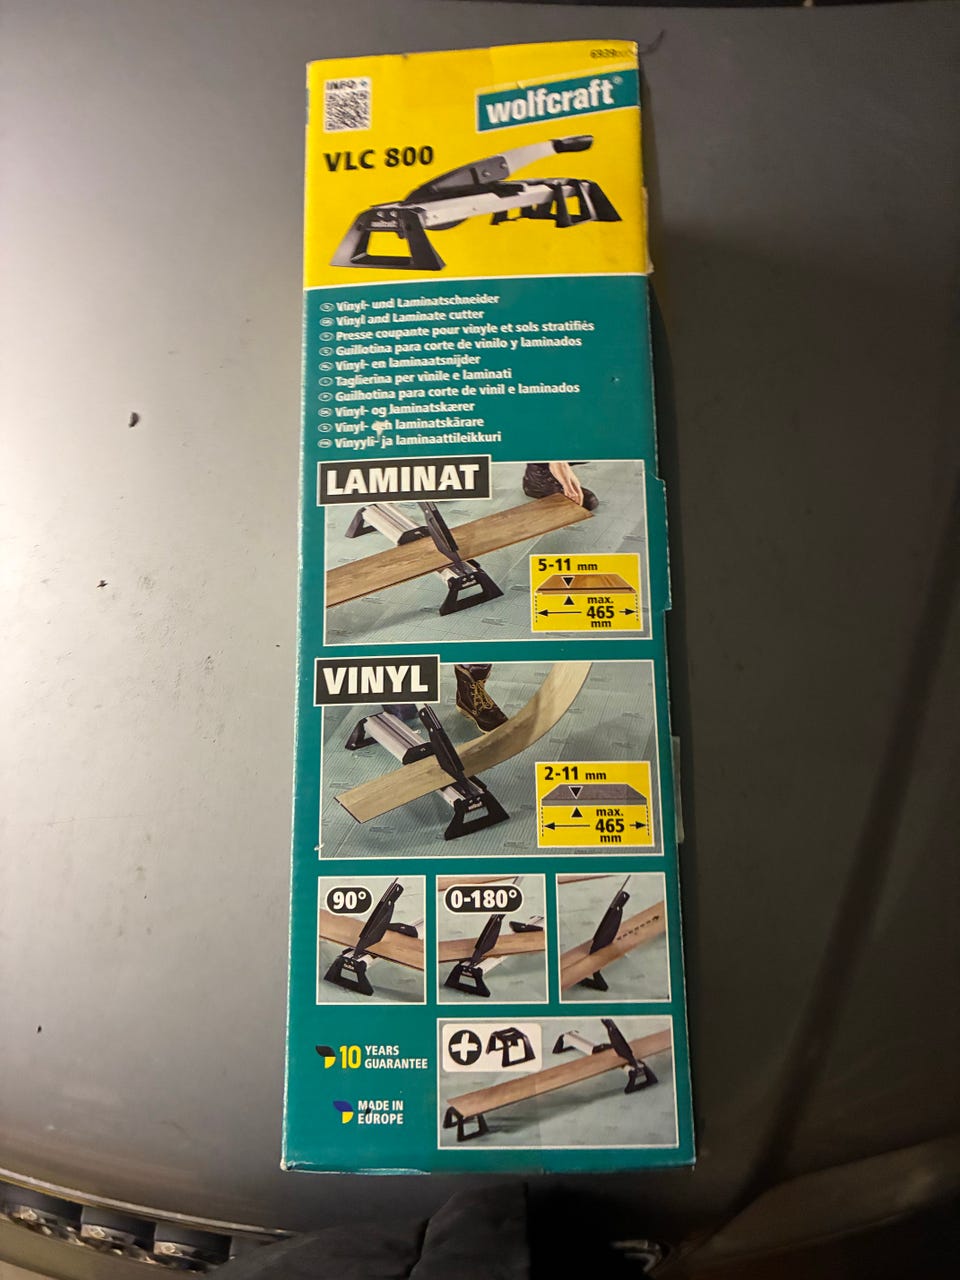 6939
INFO
wolfcraft®
VLC 800
wolfcraft
Vinyl- und Laminatschneider
Vinyl and Laminate cutter
Presse coupante pour vinyle et sols stratifiés
Guillotina para corte de vinilo y laminados
Vinyl- en laminaatsnijder
Taglierina per vinile e laminati
Guilhotina para corte de vinil e laminados
Vinyl- og laminatskærer
Vinyl- och laminatskärare
Vinyyli- ja laminaattileikkuri
LAMINAT
5-11 mm
max.
465
mm
VINYL
2-11 mm
max.
465
mm
90°
0-180°
10 YEARS
GUARANTEE
MADE IN
EUROPE